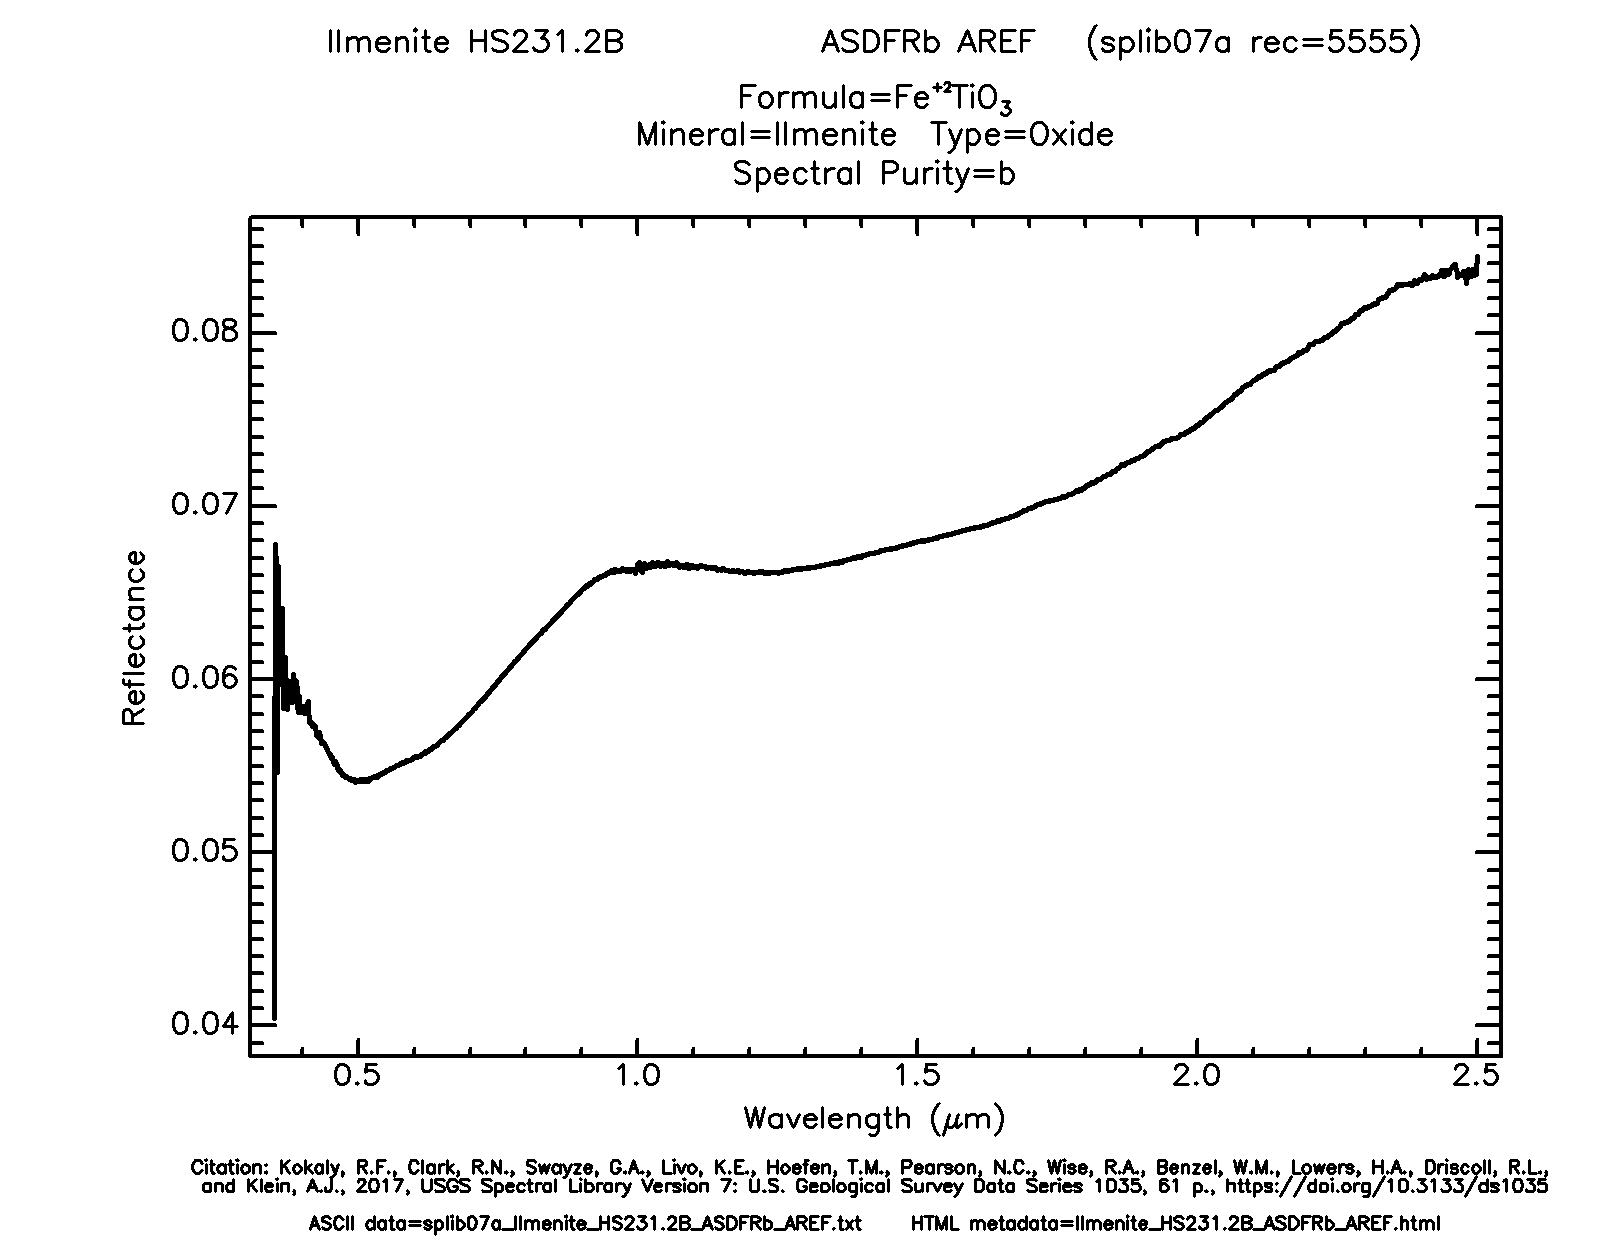 Ilmenite HS231.2B ASDFRb AREF (splib07a rec=5555)
Formula=Fe⁺²TiO₃
Mineral=Ilmenite Type=Oxide
Spectral Purity=b
0.08
0.07
0.06
0.05
0.04
Reflectance
0.5 1.0 1.5 2.0 2.5
Wavelength (μm)
Citation: Kokaly, R.F., Clark, R.N., Swayze, G.A., Livo, K.E., Hoefen, T.M., Pearson, N.C., Wise, R.A., Benzel, W.M., Lowers, H.A., Driscoll, R.L.,
and Klein, A.J., 2017, USGS Spectral Library Version 7: U.S. Geological Survey Data Series 1035, 61 p., https://doi.org/10.3133/ds1035
ASCII data=splib07a_Ilmenite_HS231.2B_ASDFRb_AREF.txt HTML metadata=Ilmenite_HS231.2B_ASDFRb_AREF.html